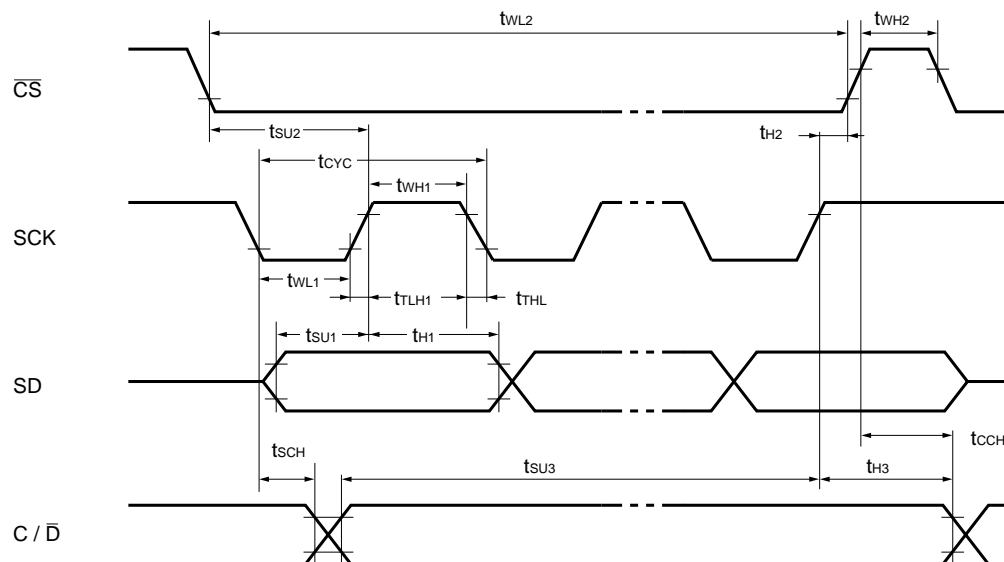 tWL2
tWH2
CS
tSU2
tH2
tCYC
tWH1
SCK
tWL1
tTLH1
tTHL
tSU1
tH1
SD
tSCH
tCCH
tSU3
tH3
C / D